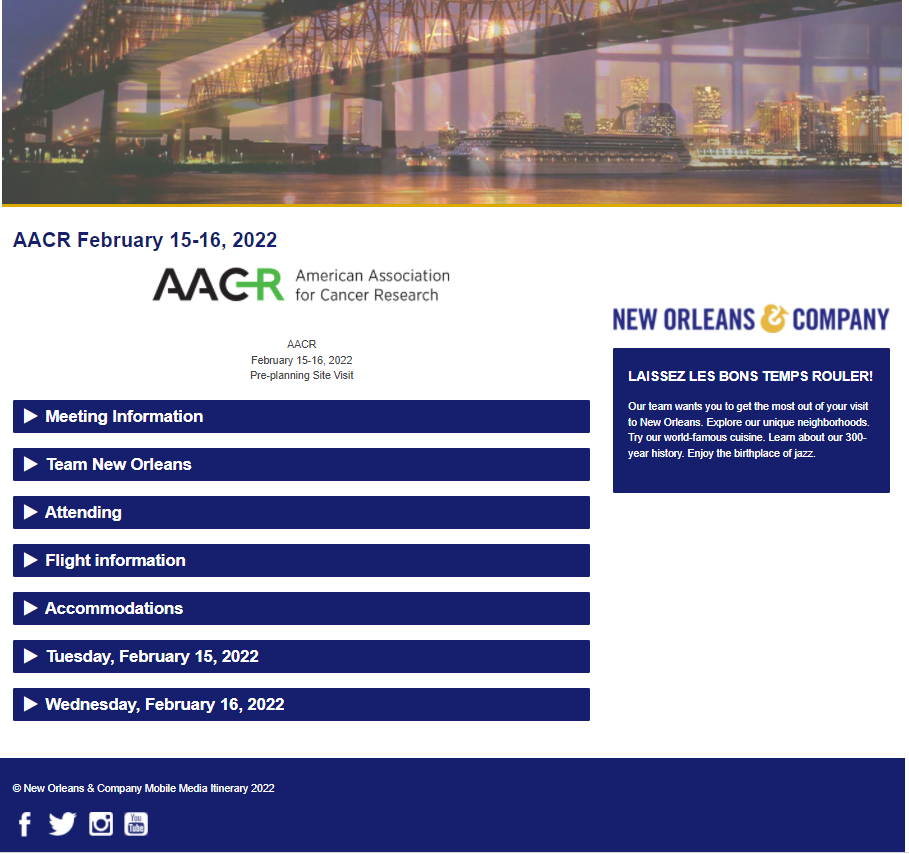 AACR February 15-16, 2022
AACR American Association
for Cancer Research
AACR
February 15-16, 2022
Pre-planning Site Visit
Meeting Information
Team New Orleans
Attending
Flight information
Accommodations
Tuesday, February 15, 2022
Wednesday, February 16, 2022
NEW ORLEANS & COMPANY
LAISSEZ LES BONS TEMPS ROULER!
Our team wants you to get the most out of your visit
to New Orleans. Explore our unique neighborhoods.
Try our world-famous cuisine. Learn about our 300-
year history. Enjoy the birthplace of jazz.
© New Orleans & Company Mobile Media Itinerary 2022
You
Tube